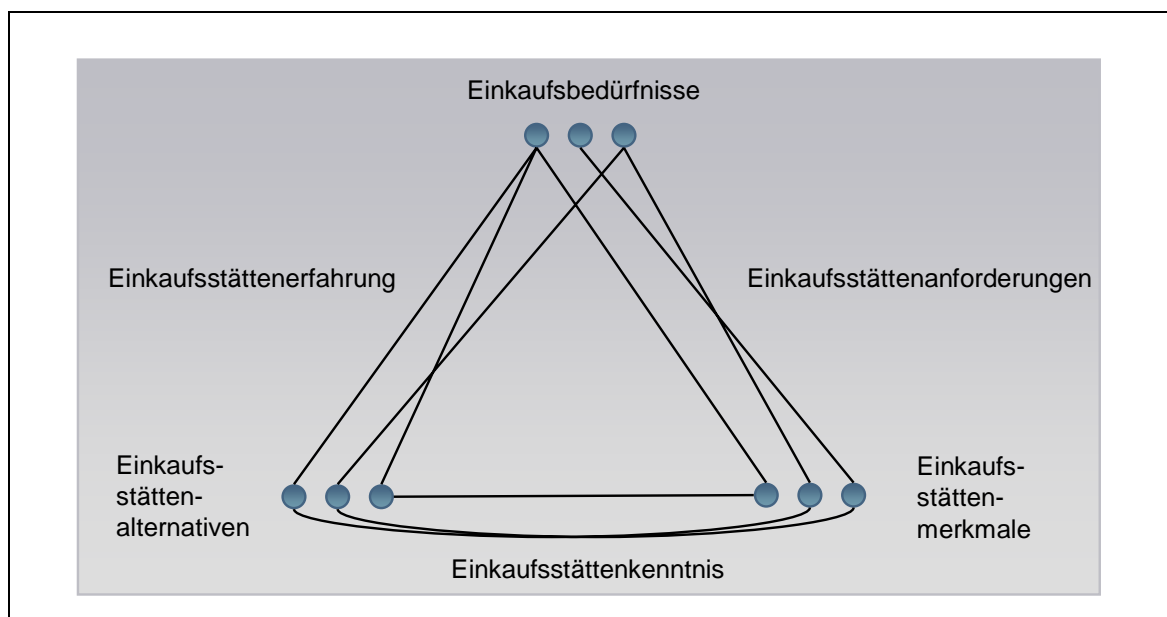 Einkaufsbedürfnisse
Einkaufsstättenerfahrung
Einkaufsstättenanforderungen
Einkaufs-
stätten-
alternativen
Einkaufs-
stätten-
merkmale
Einkaufsstättenkenntnis